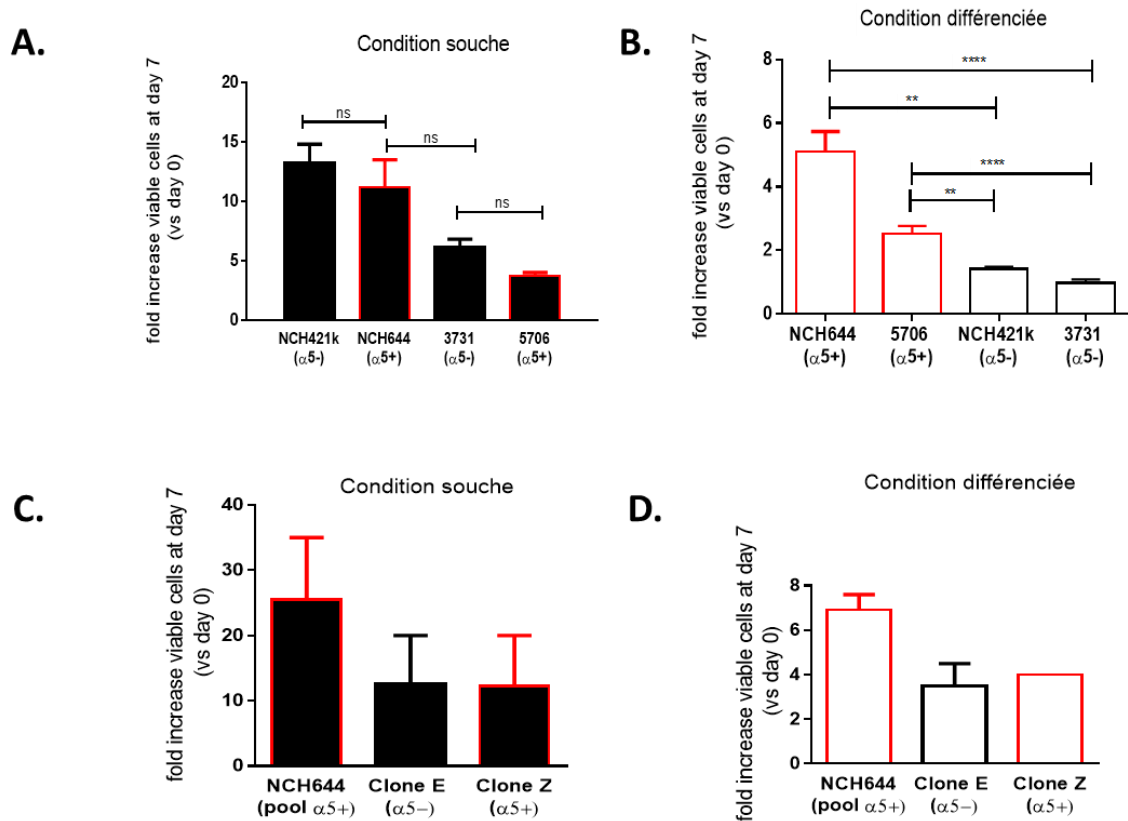 A.
Condition souche
fold increase viable cells at day 7
(vs day 0)
20
15
10
5
0
ns
ns
ns
NCH421k
(α5-)
NCH644
(α5+)
3731
(α5-)
5706
(α5+)
B.
Condition différenciée
fold increase viable cells at day 7
(vs day 0)
8
6
4
2
0
****
**
****
**
NCH644
(α5+)
5706
(α5+)
NCH421k
(α5-)
3731
(α5-)
C.
Condition souche
fold increase viable cells at day 7
(vs day 0)
40
30
20
10
0
NCH644
(pool α5+)
Clone E
(α5−)
Clone Z
(α5+)
D.
Condition différenciée
fold increase viable cells at day 7
(vs day 0)
8
6
4
2
0
NCH644
(pool α5+)
Clone E
(α5−)
Clone Z
(α5+)